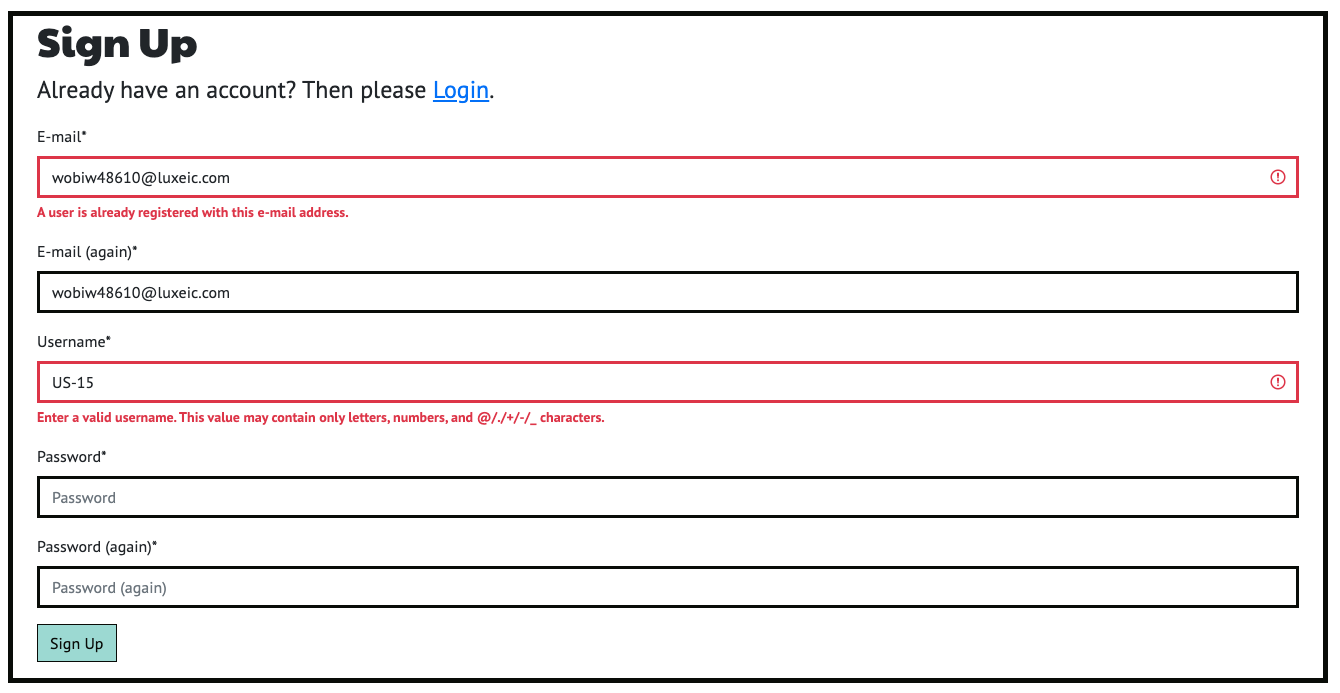 Sign Up
Already have an account? Then please Login.
E-mail*
wobiw48610@luxeic.com
A user is already registered with this e-mail address.
E-mail (again)*
wobiw48610@luxeic.com
Username*
US-15
Enter a valid username. This value may contain only letters, numbers, and @/./+/-/_ characters.
Password*
Password
Password (again)*
Password (again)
Sign Up